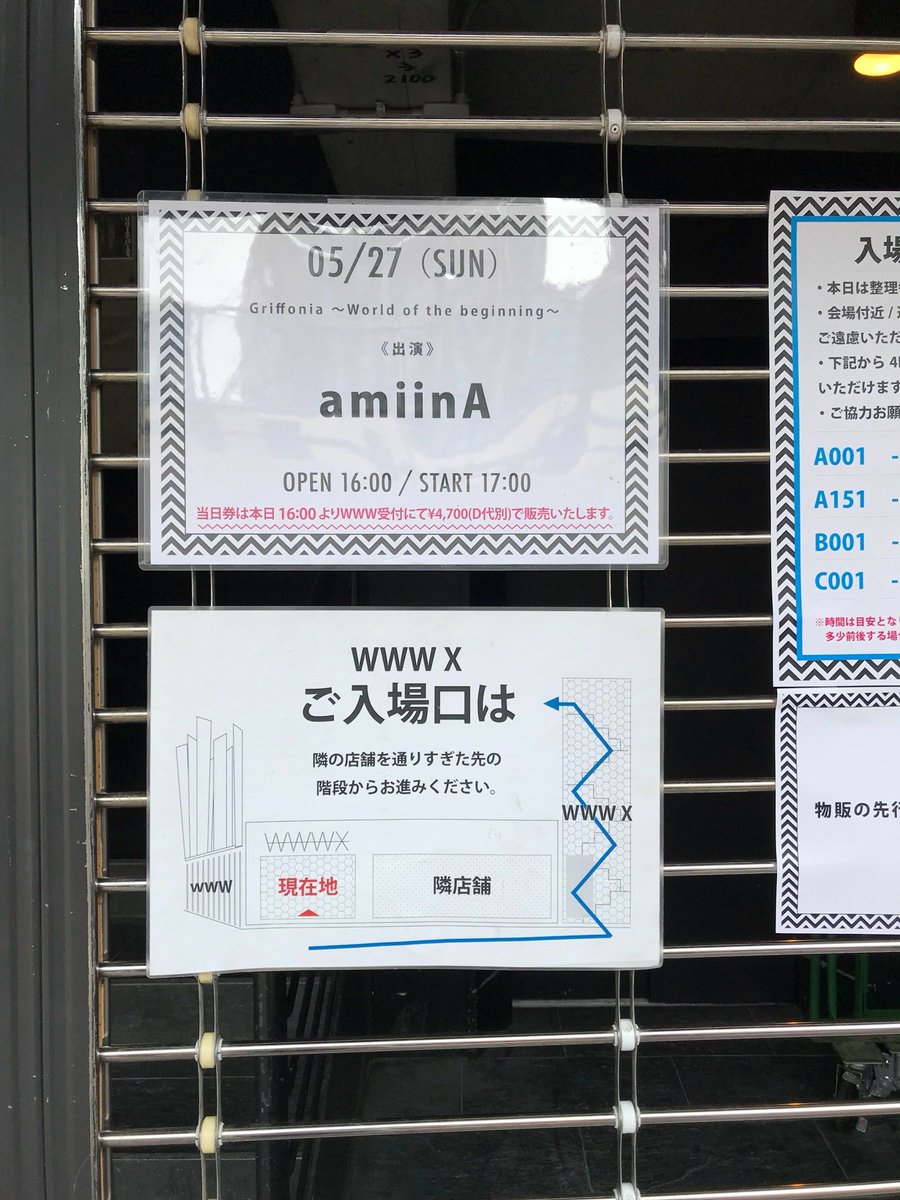 X 3
2100
05/27 (SUN)
Griffonia ～World of the beginning～
《出演》
amiinA
OPEN 16:00 / START 17:00
当日券は本日 16:00 よりWWW受付にて¥4,700(D代別)で販売いたします。
WWW X
ご入場口は
隣の店舗を通りすぎた先の
階段からお進みください。
WWW X
WWWX
WWW
現在地
隣店舗
入場
・本日は整理
・会場付近 /
ご遠慮いただ
・下記から 4
いただけます
・ご協力お願
A001 -
A151 -
B001 -
C001 -
※時間は目安とな
多少前後する場
物販の先行